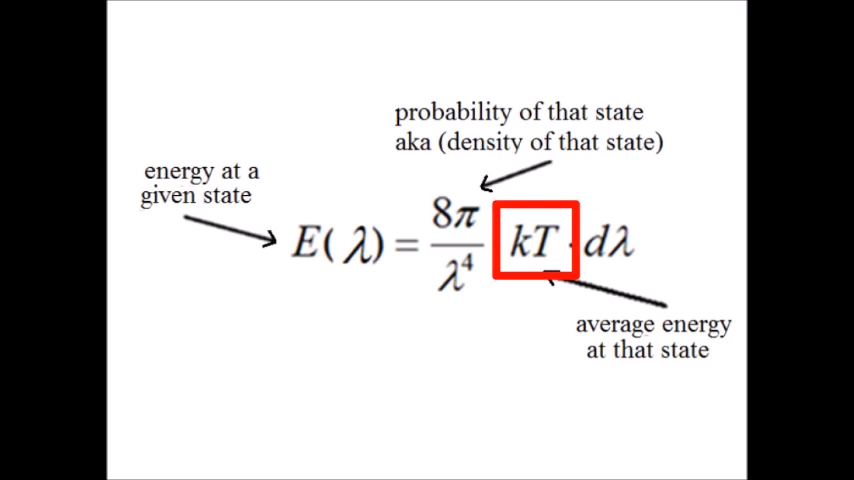 probability of that state
aka (density of that state)
energy at a
given state
E(λ) = 8π/λ⁴ kT · dλ
average energy
at that state